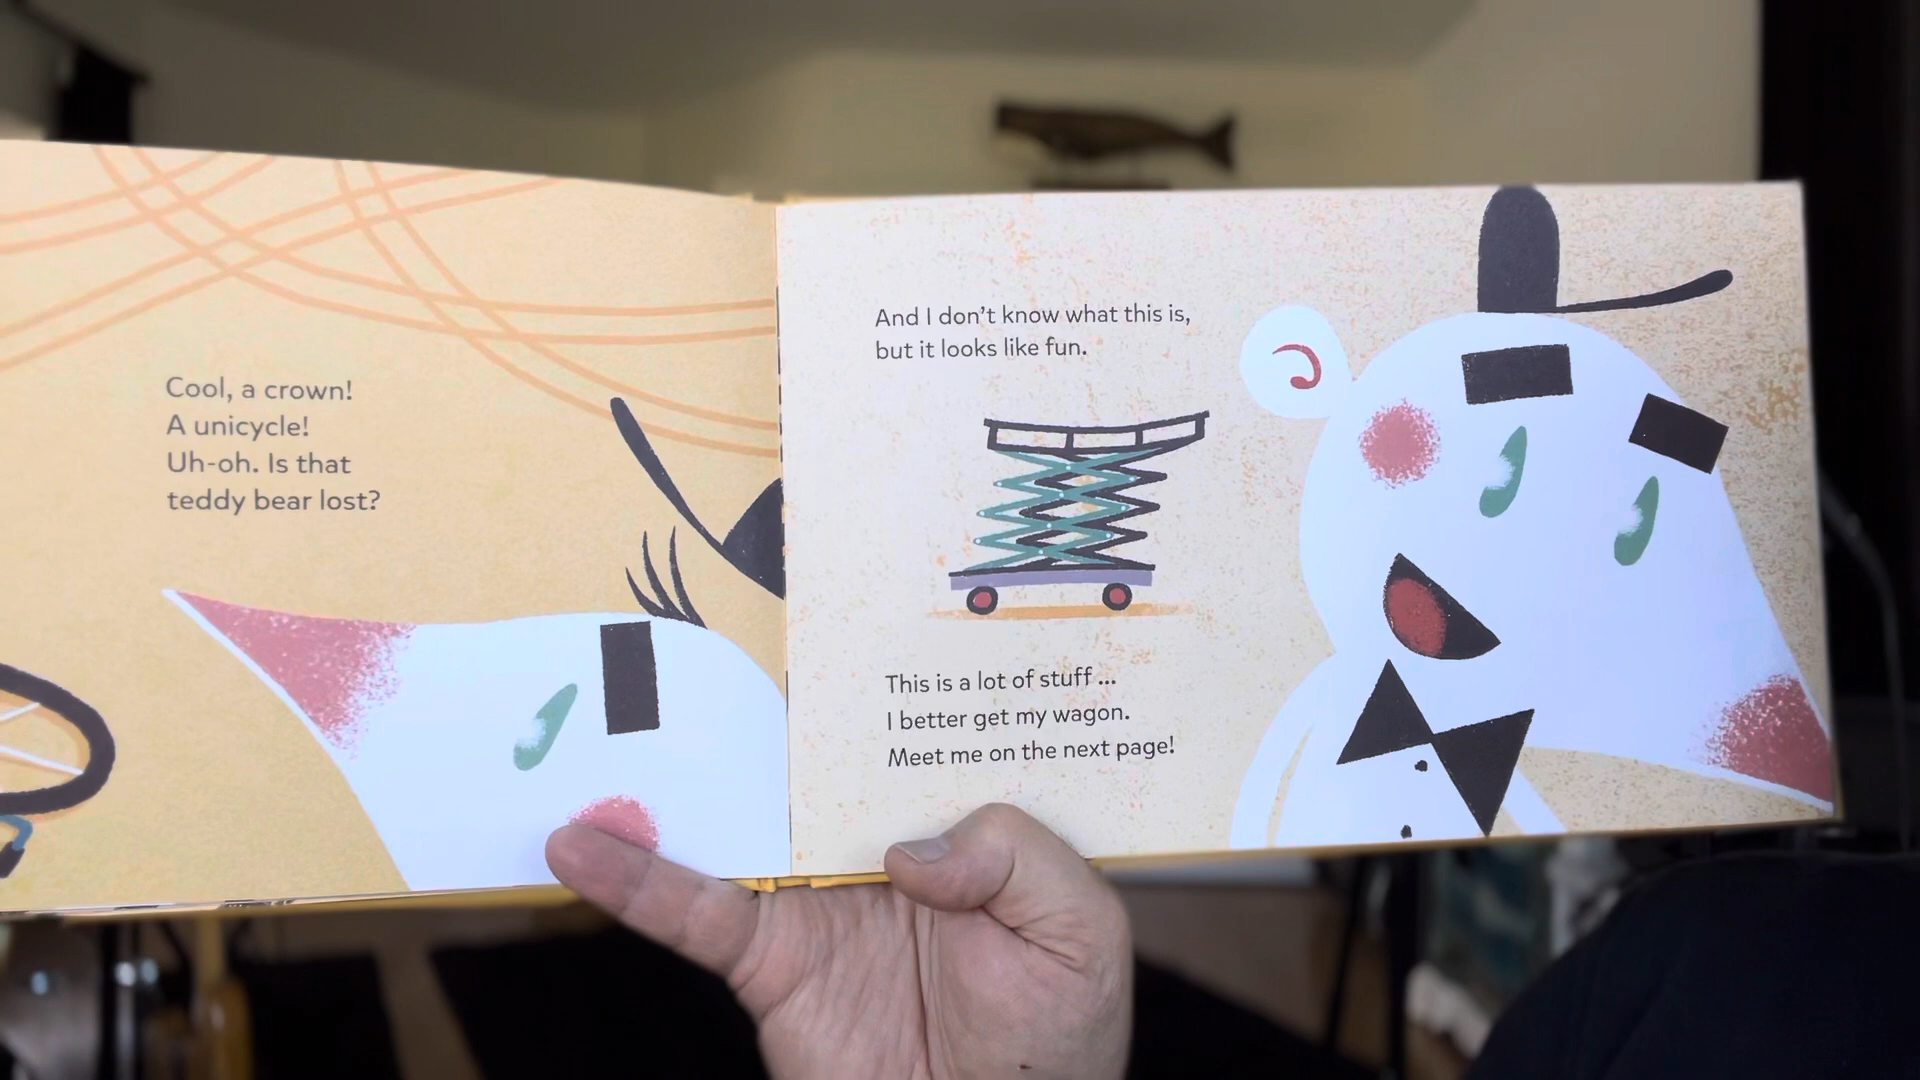 Cool, a crown!
A unicycle!
Uh-oh. Is that
teddy bear lost?
And I don't know what this is,
but it looks like fun.
This is a lot of stuff ...
I better get my wagon.
Meet me on the next page!